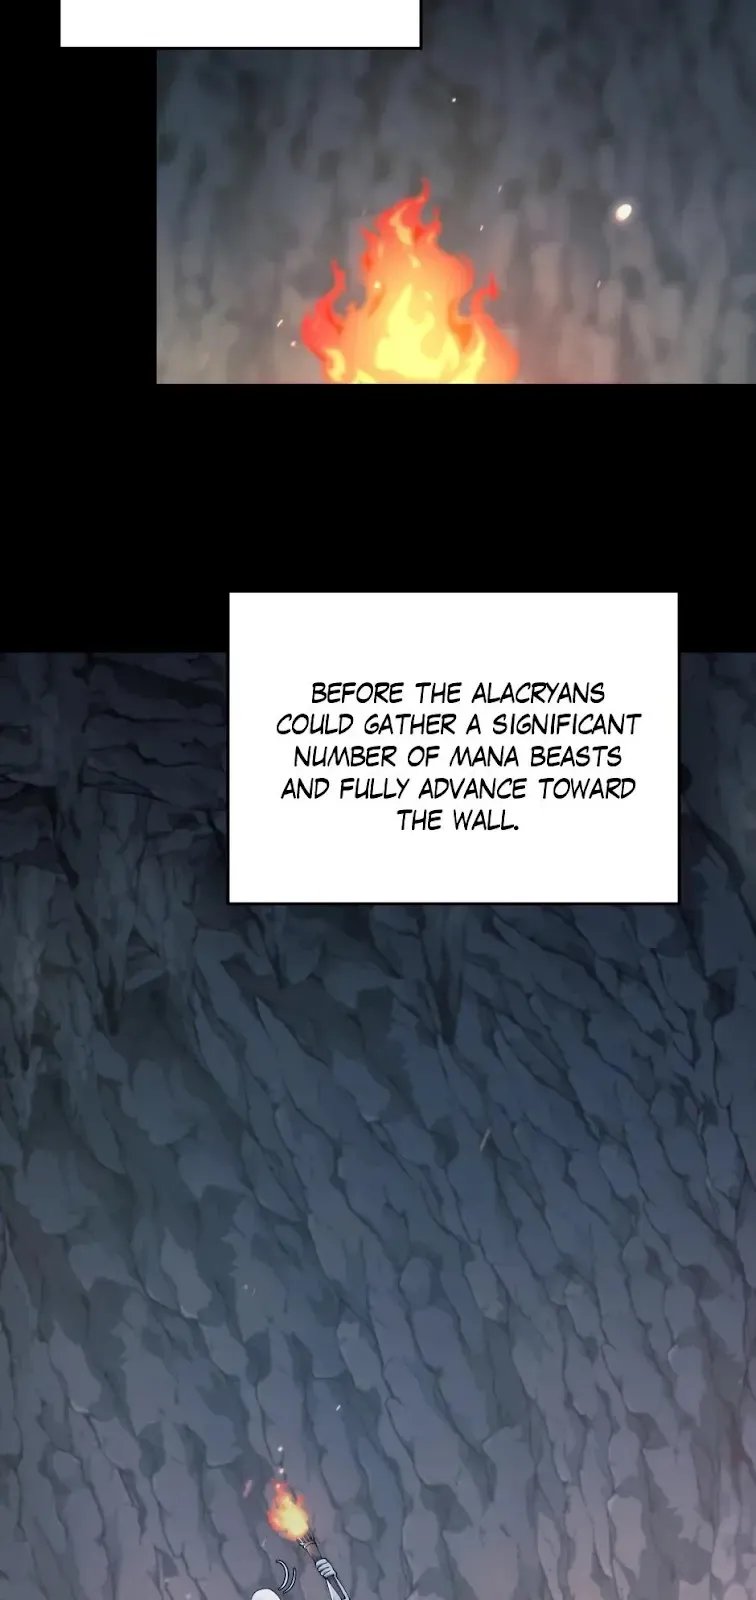 BEFORE THE ALACRYANS
COULD GATHER A SIGNIFICANT
NUMBER OF MANA BEASTS
AND FULLY ADVANCE TOWARD
THE WALL.